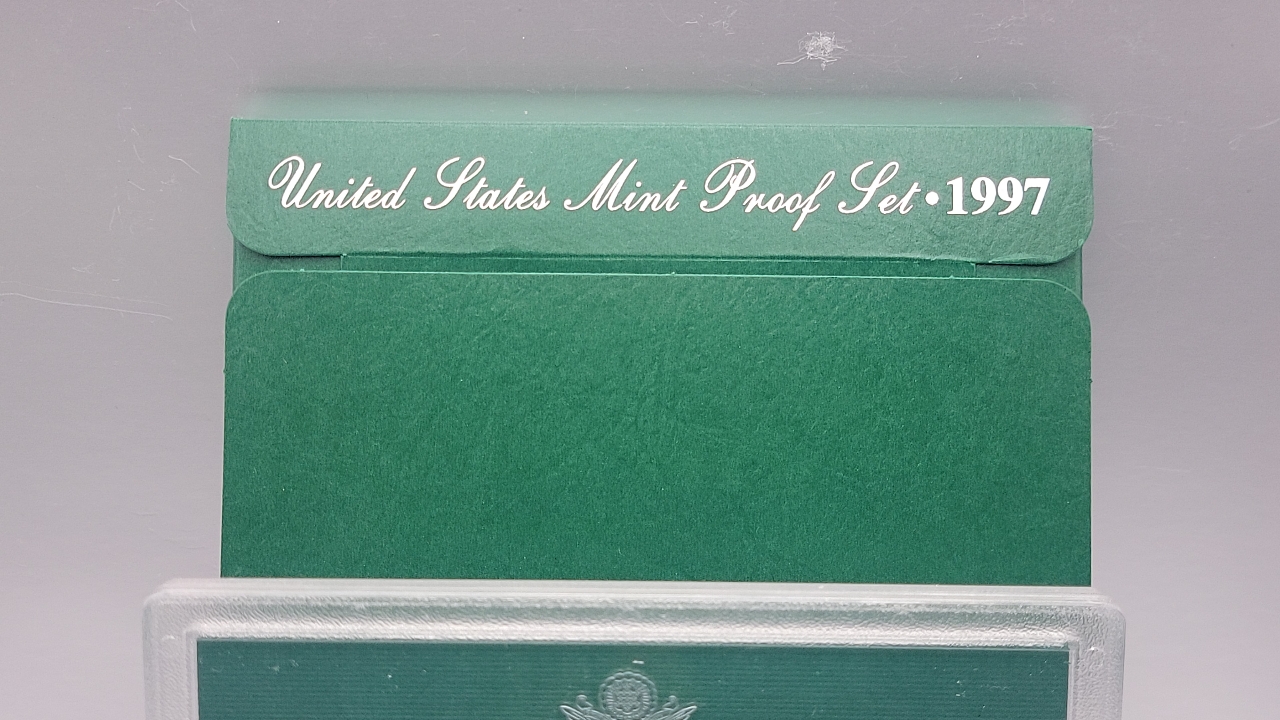 United States Mint Proof Set•1997